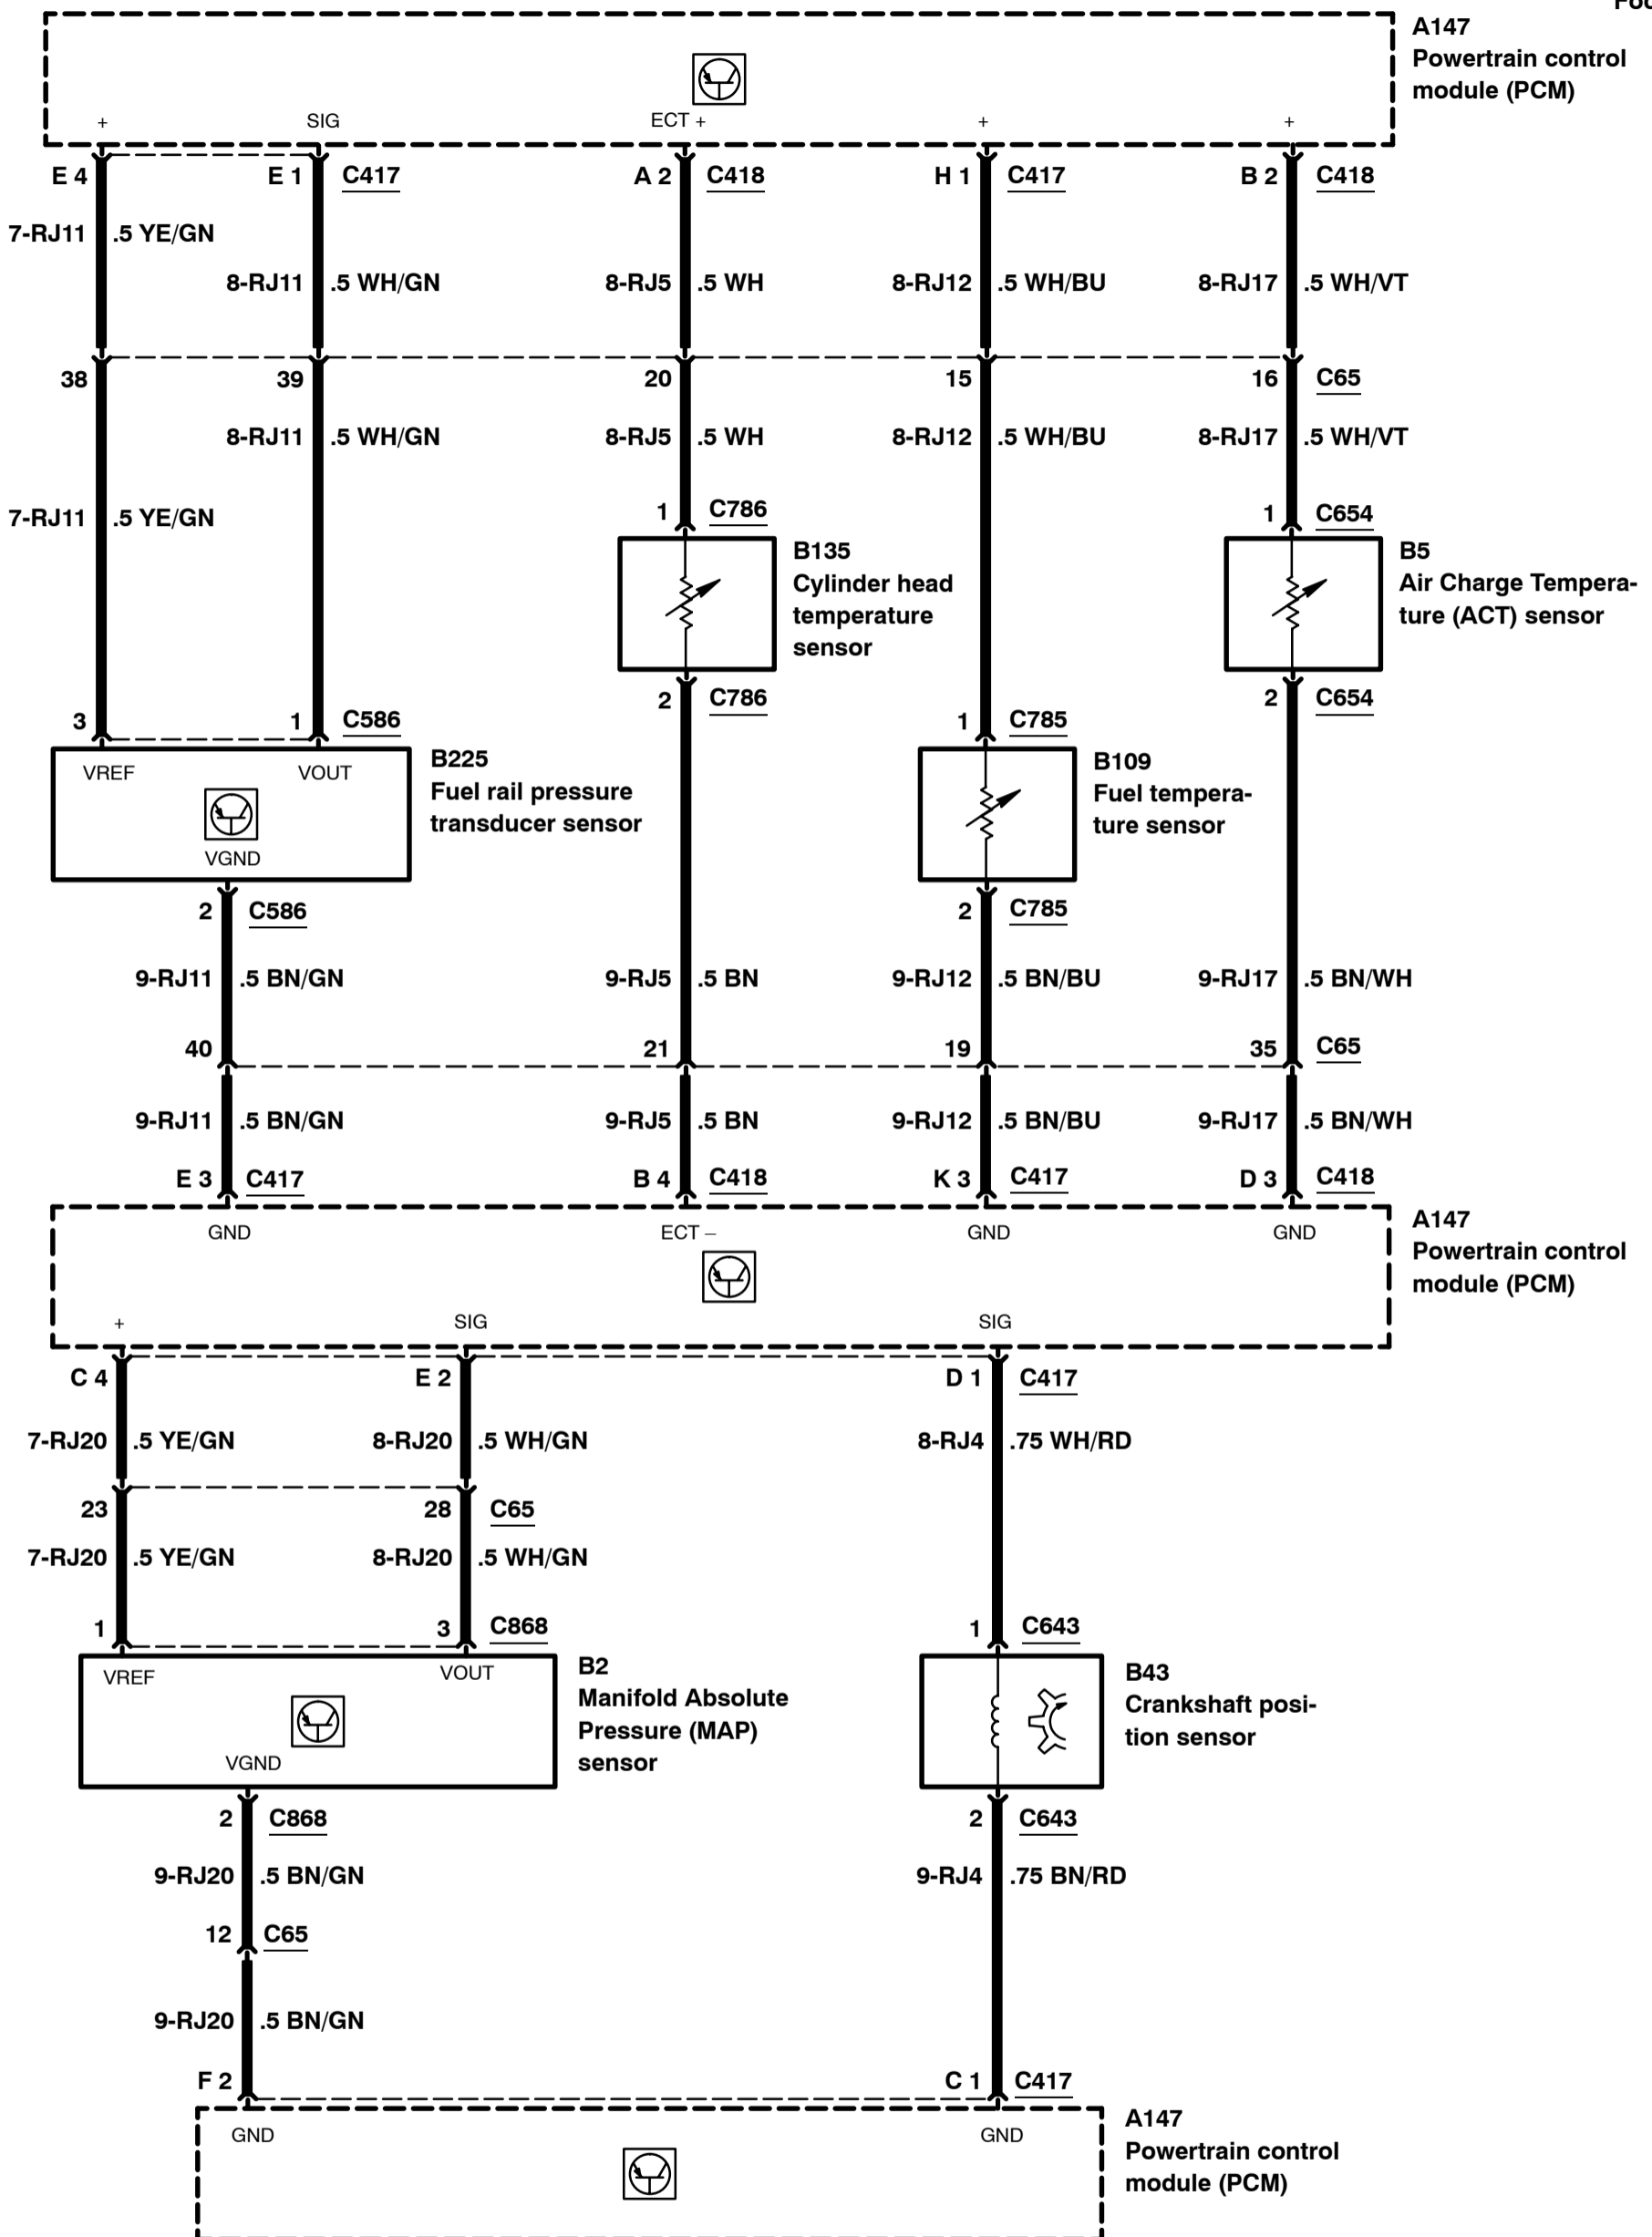 A147
Powertrain control
module (PCM)
+ SIG ECT + + +
E 4 E 1 C417 A 2 C418 H 1 C417 B 2 C418
7-RJ11 .5 YE/GN
8-RJ11 .5 WH/GN 8-RJ5 .5 WH 8-RJ12 .5 WH/BU 8-RJ17 .5 WH/VT
38 39 20 15 16 C65
8-RJ11 .5 WH/GN 8-RJ5 .5 WH 8-RJ12 .5 WH/BU 8-RJ17 .5 WH/VT
7-RJ11 .5 YE/GN
1 C786 1 C654
B135
Cylinder head
temperature
sensor
B5
Air Charge Tempera-
ture (ACT) sensor
2 C786 2 C654
3 1 C586 1 C785
VREF VOUT
VGND
B225
Fuel rail pressure
transducer sensor
B109
Fuel tempera-
ture sensor
2 C586 2 C785
9-RJ11 .5 BN/GN 9-RJ5 .5 BN 9-RJ12 .5 BN/BU 9-RJ17 .5 BN/WH
40 21 19 35 C65
9-RJ11 .5 BN/GN 9-RJ5 .5 BN 9-RJ12 .5 BN/BU 9-RJ17 .5 BN/WH
E 3 C417 B 4 C418 K 3 C417 D 3 C418
GND ECT – GND GND
A147
Powertrain control
module (PCM)
+ SIG SIG
C 4 E 2 D 1 C417
7-RJ20 .5 YE/GN 8-RJ20 .5 WH/GN 8-RJ4 .75 WH/RD
23 28 C65
7-RJ20 .5 YE/GN 8-RJ20 .5 WH/GN
1 3 C868 1 C643
VREF VOUT
VGND
B2
Manifold Absolute
Pressure (MAP)
sensor
B43
Crankshaft posi-
tion sensor
2 C868 2 C643
9-RJ20 .5 BN/GN 9-RJ4 .75 BN/RD
12 C65
9-RJ20 .5 BN/GN
F 2 C 1 C417
GND GND
A147
Powertrain control
module (PCM)